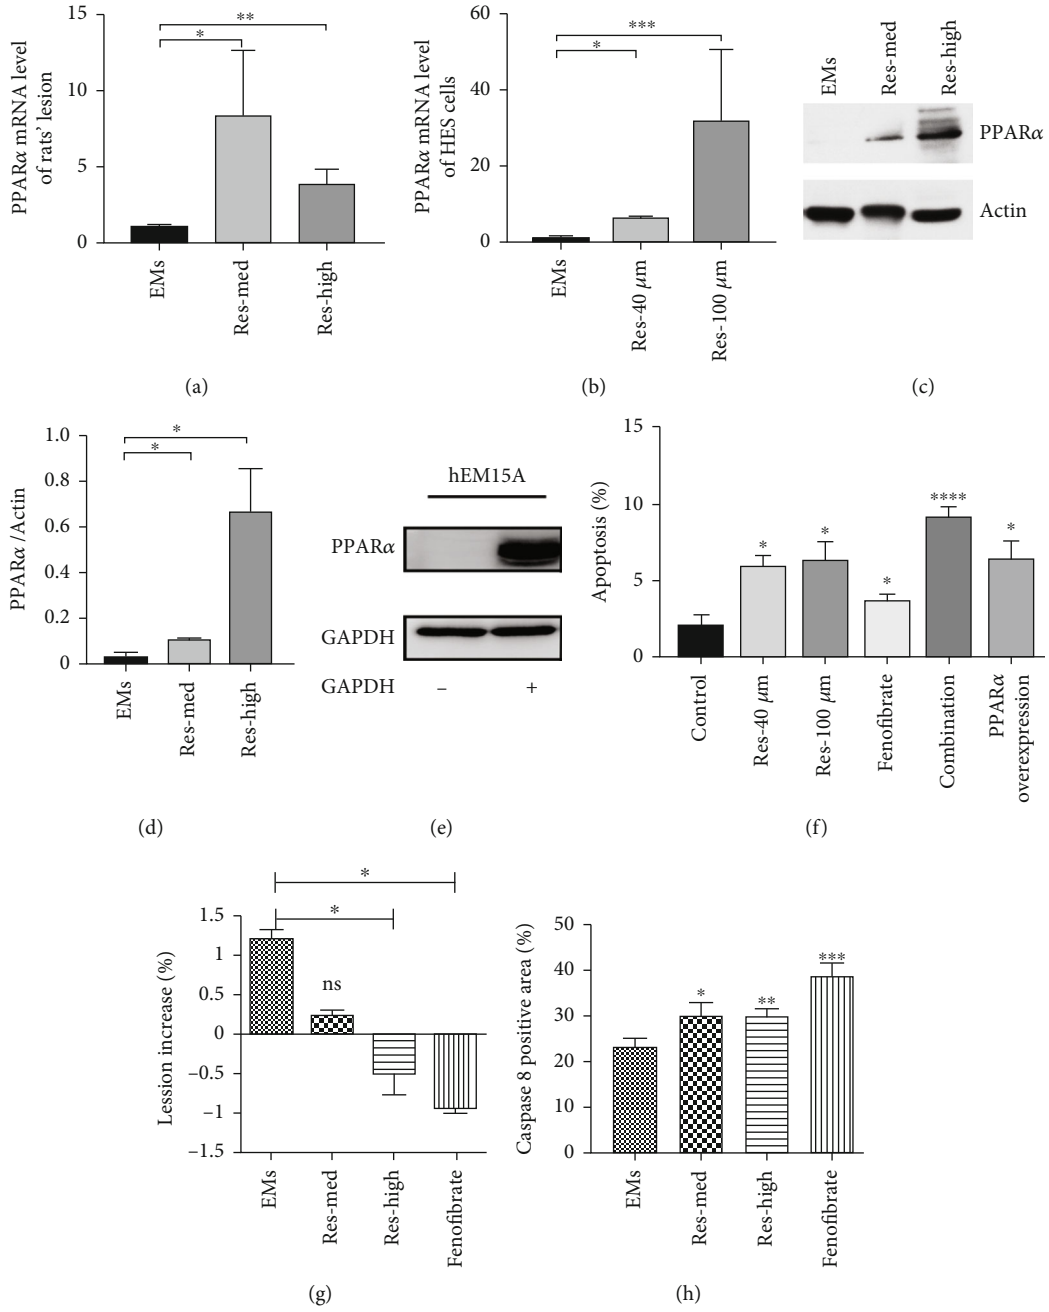 PPARα mRNA level
of rats' lesion
15
10
5
0
**
*
EMs
Res-med
Res-high
(a)
PPARα mRNA level
of HES cells
60
40
20
0
***
*
EMs
Res-40 µm
Res-100 µm
(b)
EMs
Res-med
Res-high
PPARα
Actin
(c)
PPARα /Actin
1.0
0.8
0.6
0.4
0.2
0
*
*
EMs
Res-med
Res-high
(d)
hEM15A
PPARα
GAPDH
GAPDH – +
(e)
Apoptosis (%)
15
10
5
0
*
*
*
****
*
Control
Res-40 µm
Res-100 µm
Fenofibrate
Combination
PPARα
overexpression
(f)
Lession increase (%)
1.5
1
0.5
0
−0.5
−1
−1.5
*
*
ns
EMs
Res-med
Res-high
Fenofibrate
(g)
Caspase 8 positive area (%)
50
40
30
20
10
0
*
**
***
EMs
Res-med
Res-high
Fenofibrate
(h)